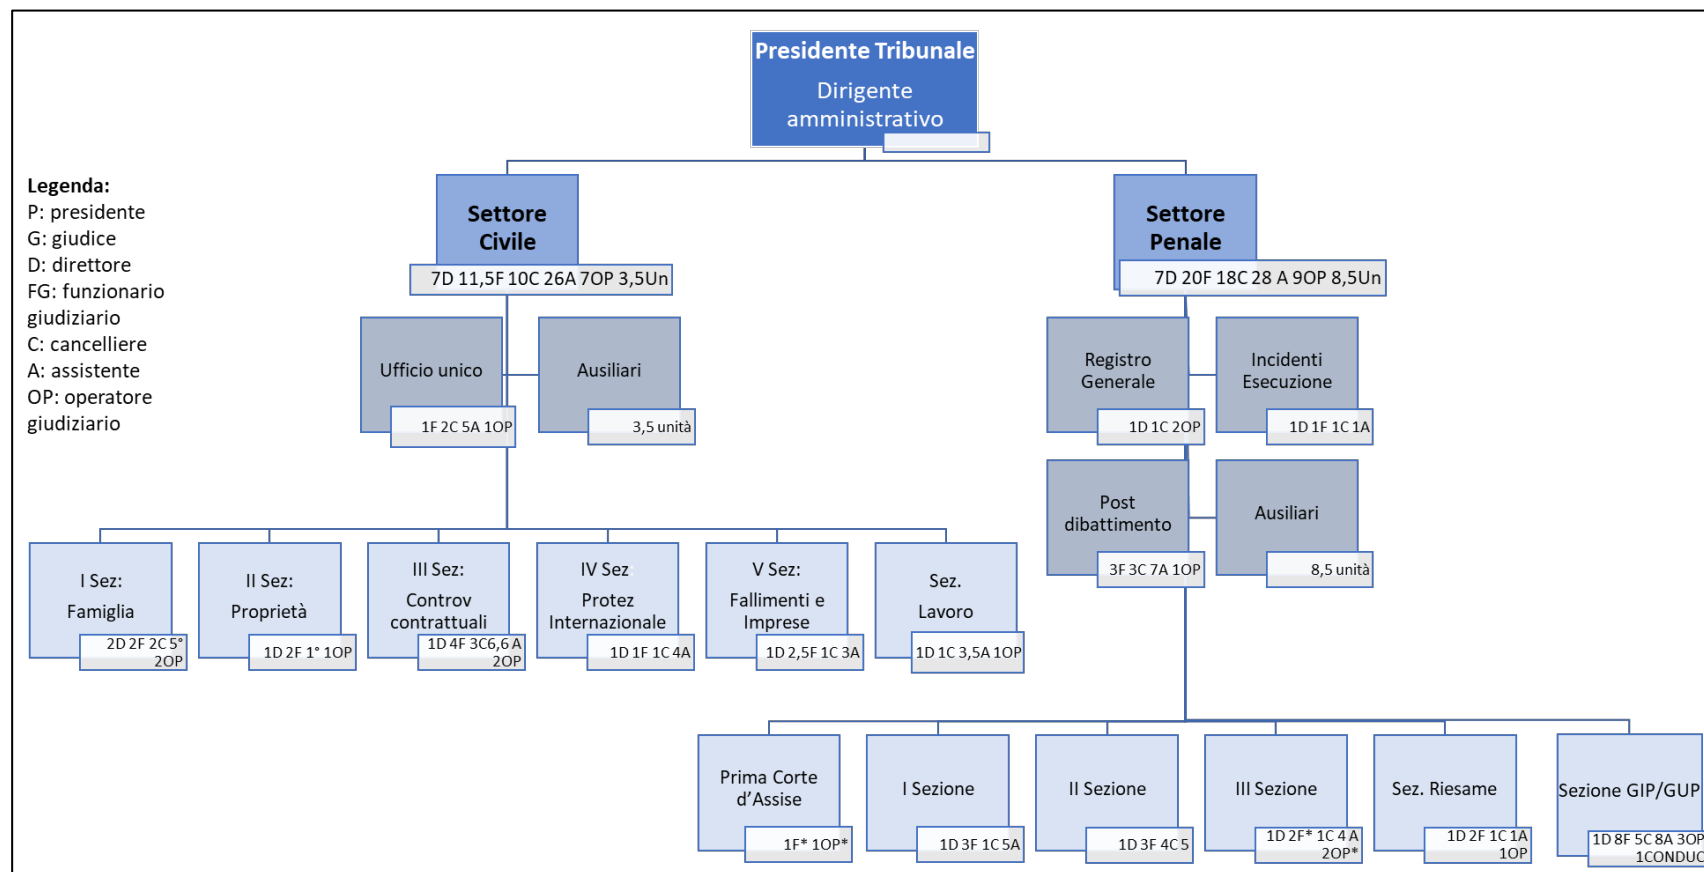 Presidente Tribunale
Dirigente
amministrativo
Legenda:
P: presidente
G: giudice
D: direttore
FG: funzionario
giudiziario
C: cancelliere
A: assistente
OP: operatore
giudiziario
Settore
Civile
7D 11,5F 10C 26A 7OP 3,5Un
Settore
Penale
7D 20F 18C 28 A 9OP 8,5Un
Ufficio unico
1F 2C 5A 1OP
Ausiliari
3,5 unità
Registro
Generale
1D 1C 2OP
Incidenti
Esecuzione
1D 1F 1C 1A
Post
dibattimento
3F 3C 7A 1OP
Ausiliari
8,5 unità
I Sez:
Famiglia
2D 2F 2C 5°
2OP
II Sez:
Proprietà
1D 2F 1° 1OP
III Sez:
Controv
contrattuali
1D 4F 3C6,6 A
2OP
IV Sez:
Protez
Internazionale
1D 1F 1C 4A
V Sez:
Fallimenti e
Imprese
1D 2,5F 1C 3A
Sez.
Lavoro
1D 1C 3,5A 1OP
Prima Corte
d’Assise
1F* 1OP*
I Sezione
1D 3F 1C 5A
II Sezione
1D 3F 4C 5
III Sezione
1D 2F* 1C 4 A
2OP*
Sez. Riesame
1D 2F 1C 1A
1OP
Sezione GIP/GUP
1D 8F 5C 8A 3OP
1CONDUC